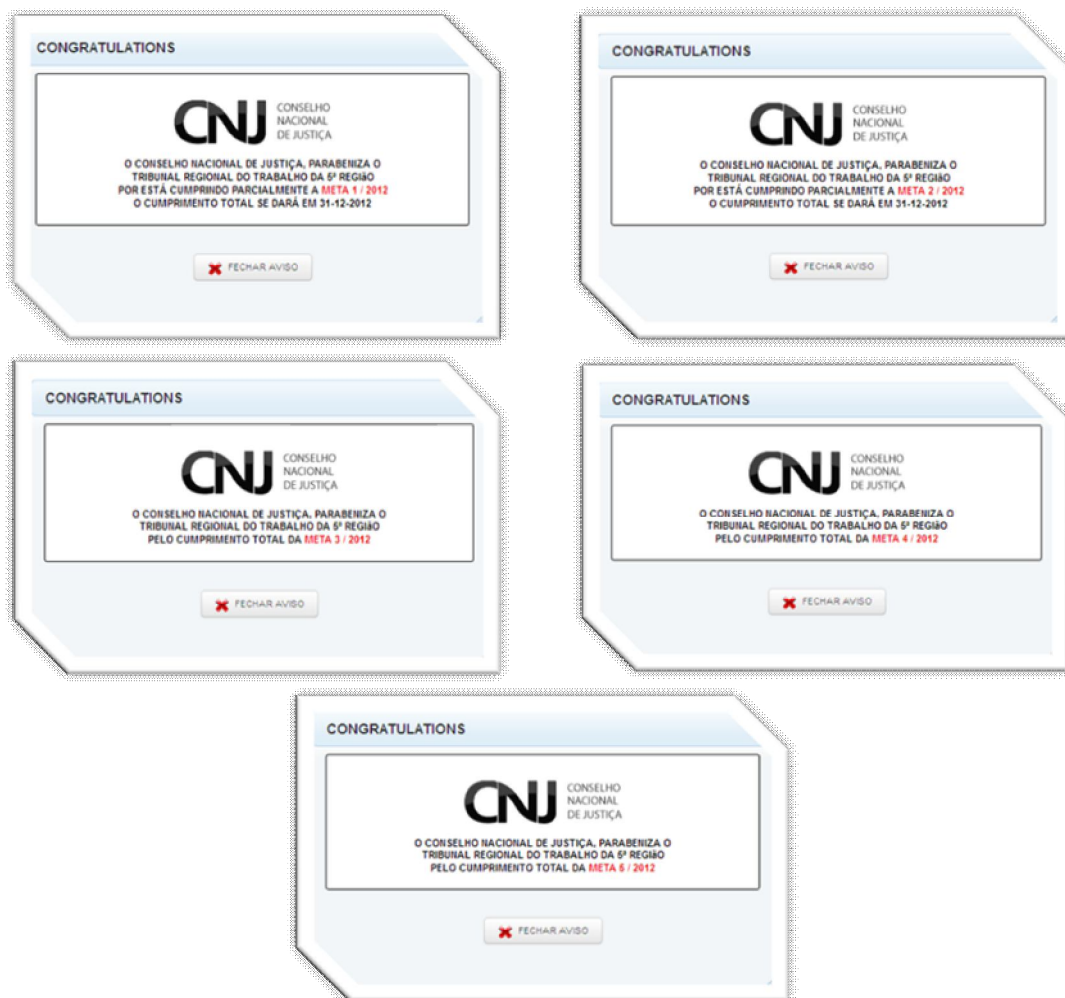 CONGRATULATIONS
CNJ CONSELHO
NACIONAL
DE JUSTIÇA
O CONSELHO NACIONAL DE JUSTIÇA, PARABENIZA O
TRIBUNAL REGIONAL DO TRABALHO DA 5ª REGIÃO
POR ESTÁ CUMPRINDO PARCIALMENTE A META 1 / 2012
O CUMPRIMENTO TOTAL SE DARÁ EM 31-12-2012
FECHAR AVISO
CONGRATULATIONS
CNJ CONSELHO
NACIONAL
DE JUSTIÇA
O CONSELHO NACIONAL DE JUSTIÇA, PARABENIZA O
TRIBUNAL REGIONAL DO TRABALHO DA 5ª REGIÃO
POR ESTÁ CUMPRINDO PARCIALMENTE A META 2 / 2012
O CUMPRIMENTO TOTAL SE DARÁ EM 31-12-2012
FECHAR AVISO
CONGRATULATIONS
CNJ CONSELHO
NACIONAL
DE JUSTIÇA
O CONSELHO NACIONAL DE JUSTIÇA, PARABENIZA O
TRIBUNAL REGIONAL DO TRABALHO DA 5ª REGIÃO
PELO CUMPRIMENTO TOTAL DA META 3 / 2012
FECHAR AVISO
CONGRATULATIONS
CNJ CONSELHO
NACIONAL
DE JUSTIÇA
O CONSELHO NACIONAL DE JUSTIÇA, PARABENIZA O
TRIBUNAL REGIONAL DO TRABALHO DA 5ª REGIÃO
PELO CUMPRIMENTO TOTAL DA META 4 / 2012
FECHAR AVISO
CONGRATULATIONS
CNJ CONSELHO
NACIONAL
DE JUSTIÇA
O CONSELHO NACIONAL DE JUSTIÇA, PARABENIZA O
TRIBUNAL REGIONAL DO TRABALHO DA 5ª REGIÃO
PELO CUMPRIMENTO TOTAL DA META 5 / 2012
FECHAR AVISO